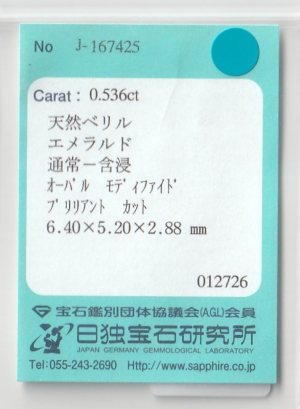 No J-167425
Carat : 0.536ct
天然ベリル
エメラルド
通常－含浸
ｵｰﾊﾞﾙ ﾓﾃﾞｨﾌｧｲﾄﾞ
ﾌﾞﾘﾘｱﾝﾄ ｶｯﾄ
6.40×5.20×2.88 mm
012726
宝石鑑別団体協議会(AGL)会員
日独宝石研究所
JAPAN GERMANY GEMMOLOGICAL LABORATORY
Tel:055-243-2690 http://www.sapphire.co.jp